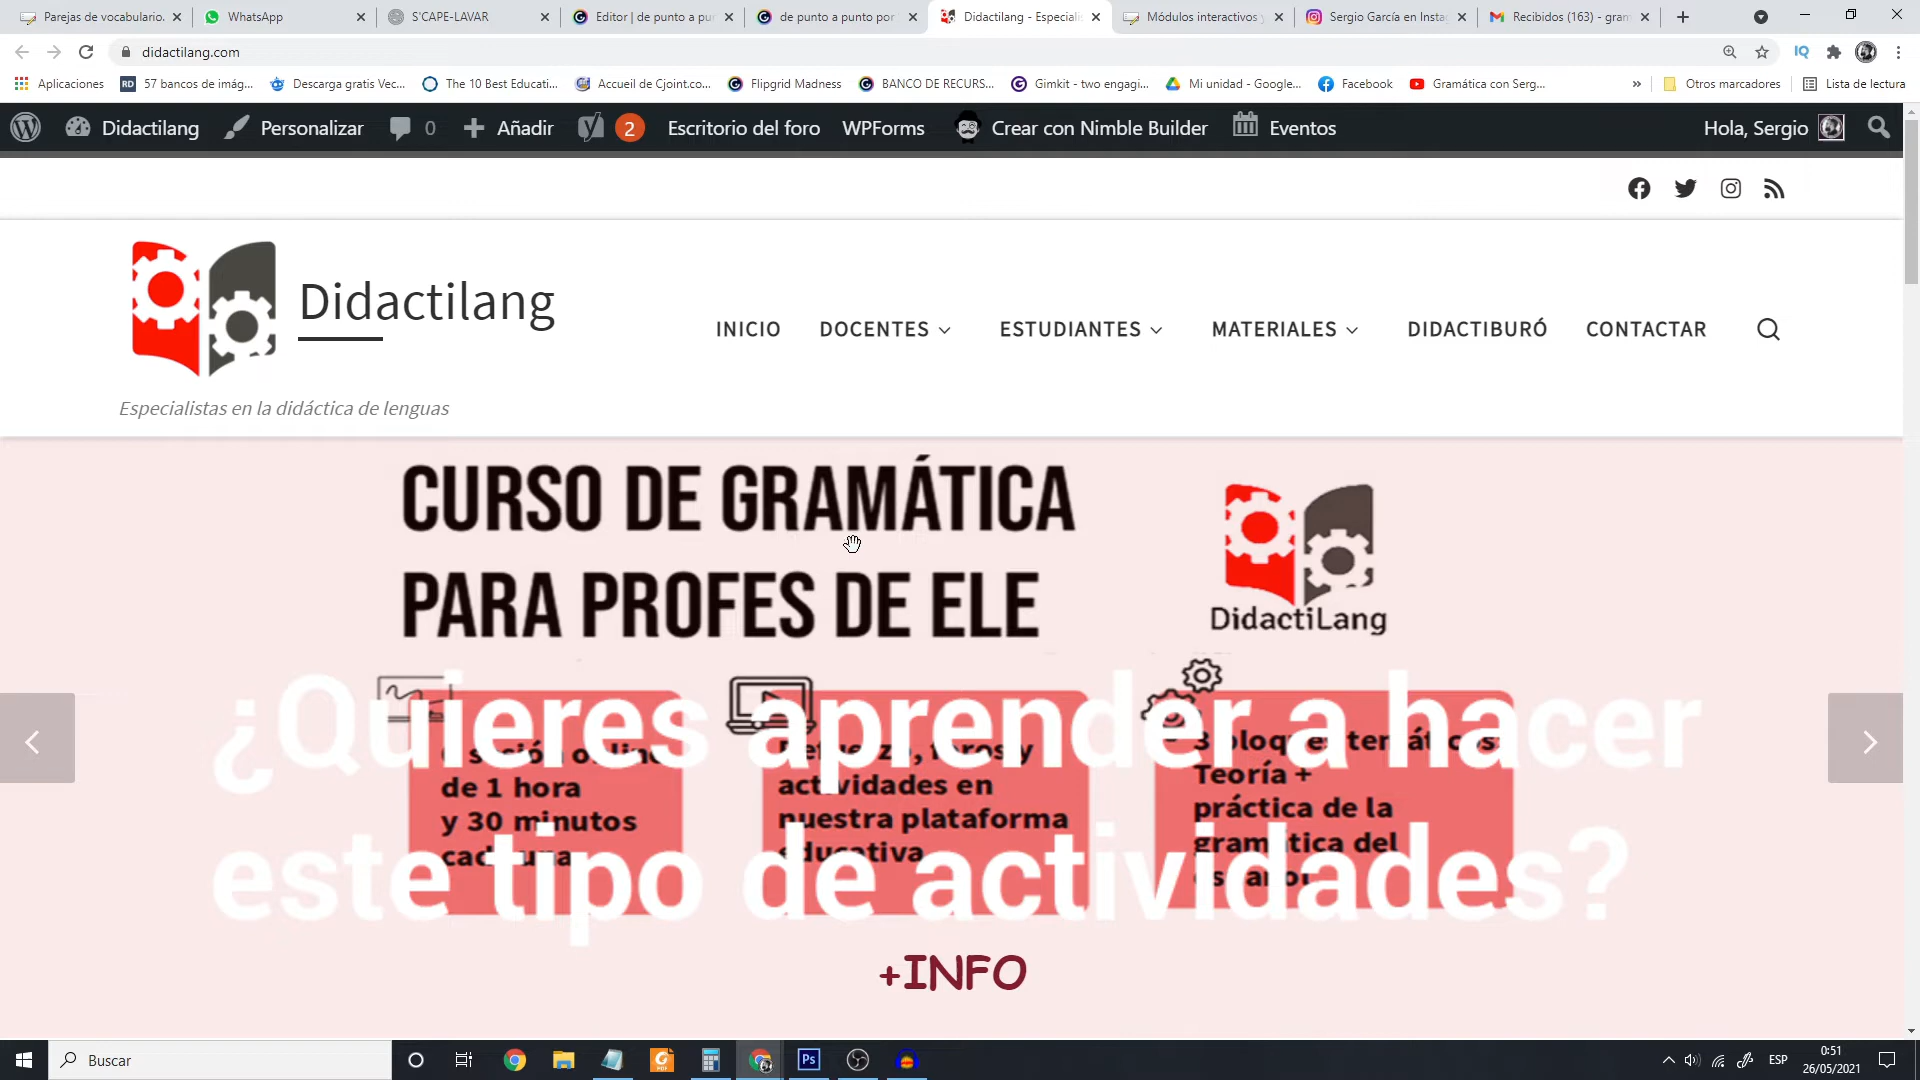 Parejas de vocabulario.
WhatsApp
S'CAPE-LAVAR
Editor | de punto a pun
de punto a punto por
Didactilang - Especiali
Módulos interactivos y
Sergio García en Insta
Recibidos (163) - gram
didactilang.com
Aplicaciones
57 bancos de imág...
Descarga gratis Vec...
The 10 Best Educati...
Accueil de Cjoint.co...
Flipgrid Madness
BANCO DE RECURS...
Gimkit - two engagi...
Mi unidad - Google...
Facebook
Gramática con Serg...
»
Otros marcadores
Lista de lectura
Didactilang
Personalizar
0
Añadir
2
Escritorio del foro
WPForms
Crear con Nimble Builder
Eventos
Hola, Sergio
Didactilang
INICIO DOCENTES ESTUDIANTES MATERIALES DIDACTIBURÓ CONTACTAR
Especialistas en la didáctica de lenguas
CURSO DE GRAMÁTICA
PARA PROFES DE ELE
DidactiLang
¿Quieres aprender a hacer
este tipo de actividades?
de 1 hora
y 30 minutos
actividades en
nuestra plataforma
educativa
Teoría +
práctica de la
gramática del
+INFO
Buscar
Ps
ESP
0:51
26/05/2021